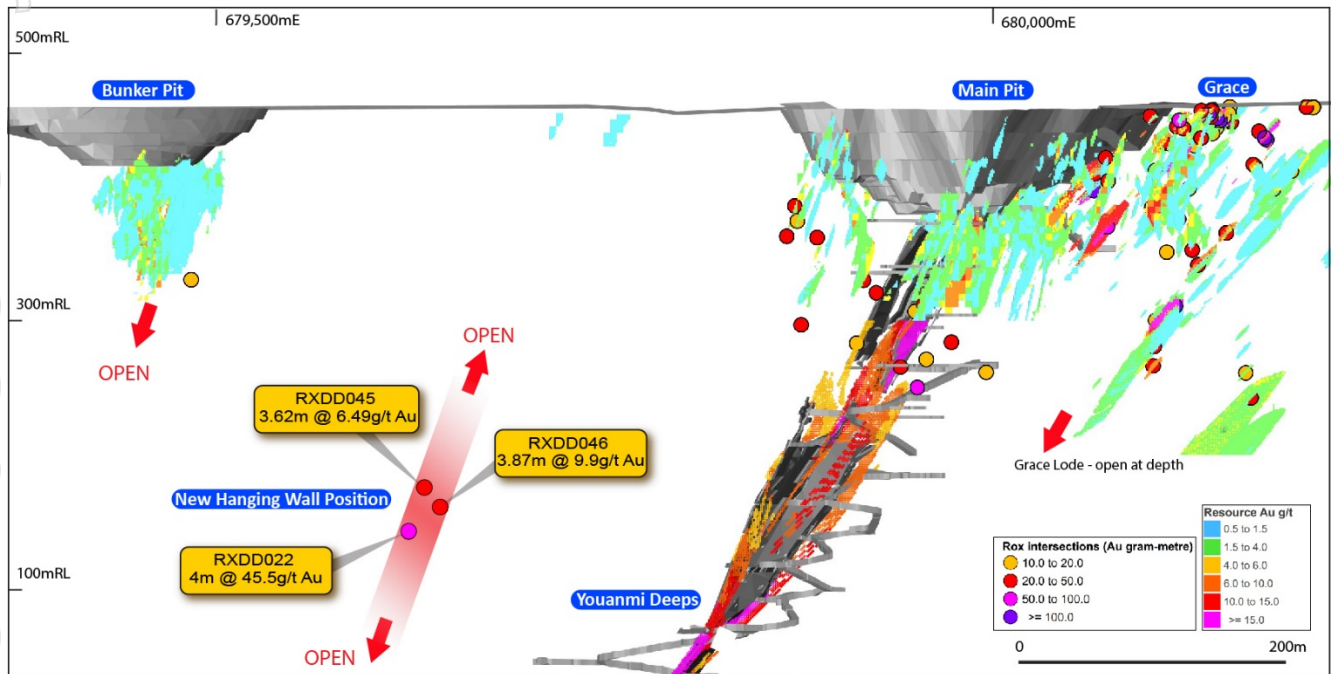 679,500mE
680,000mE
500mRL
Bunker Pit
Main Pit
Grace
300mRL
OPEN
OPEN
RXDD045
3.62m @ 6.49g/t Au
RXDD046
3.87m @ 9.9g/t Au
Grace Lode - open at depth
New Hanging Wall Position
RXDD022
4m @ 45.5g/t Au
100mRL
Youanmi Deeps
OPEN
Rox intersections (Au gram-metre)
10.0 to 20.0
20.0 to 50.0
50.0 to 100.0
>= 100.0
Resource Au g/t
0.5 to 1.5
1.5 to 4.0
4.0 to 6.0
6.0 to 10.0
10.0 to 15.0
>= 15.0
0
200m